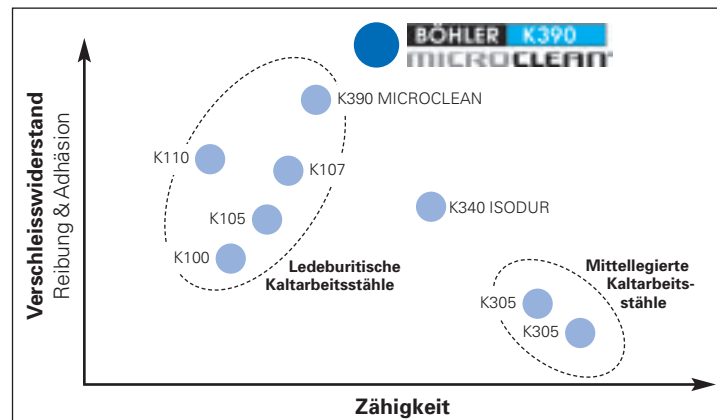 BÖHLER K390
MICROCLEAN®
K390 MICROCLEAN
K110
K107
K105
K340 ISODUR
K100
Ledeburitische
Kaltarbeitsstähle
Mittellegierte
Kaltarbeits-
stähle
K305
K305
Verschleisswiderstand
Reibung & Adhäsion
Zähigkeit